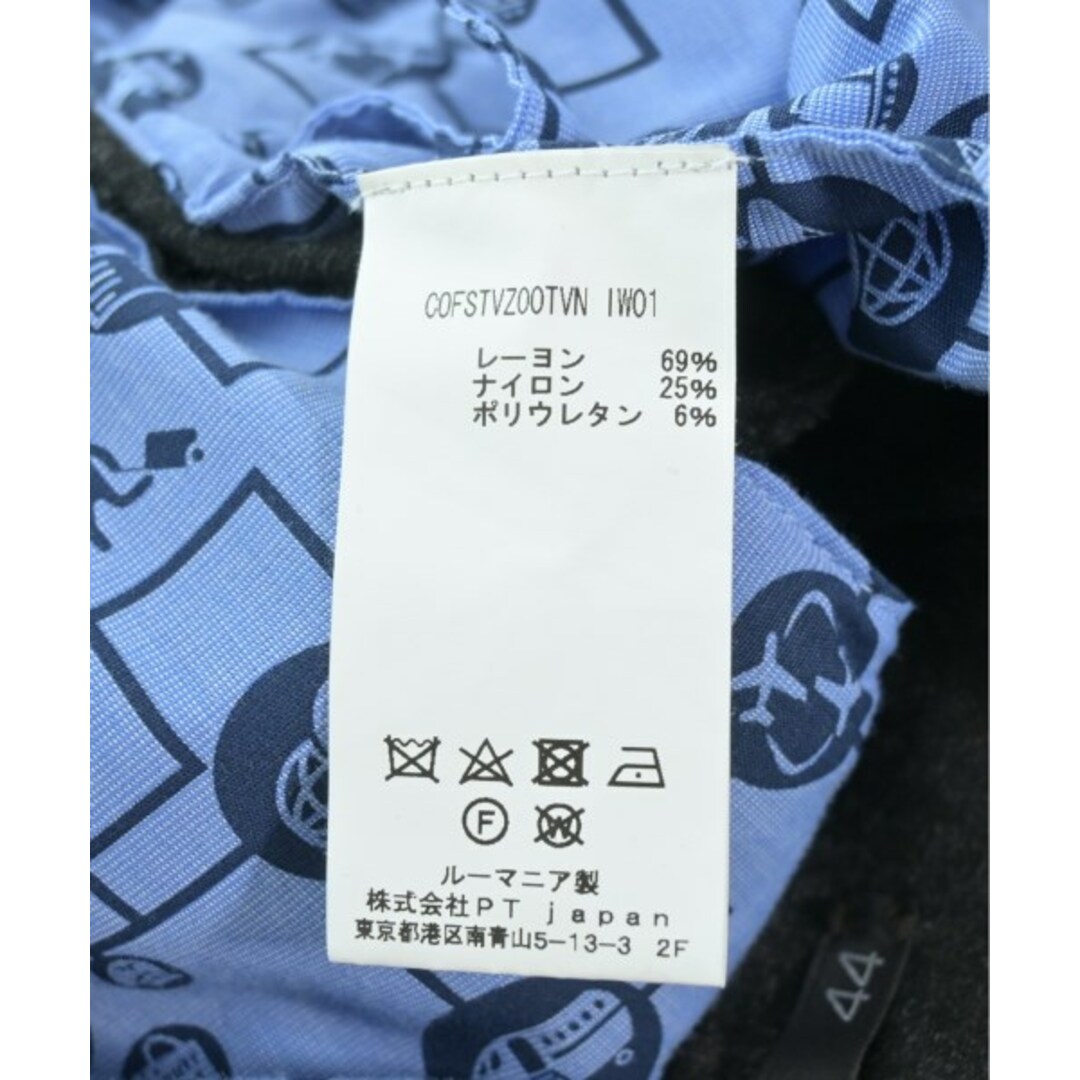 COFSTVZ00TVN IW01
レーヨン 69%
ナイロン 25%
ポリウレタン 6%
F
W
ルーマニア製
株式会社PT japan
東京都港区南青山5-13-3 2F
44